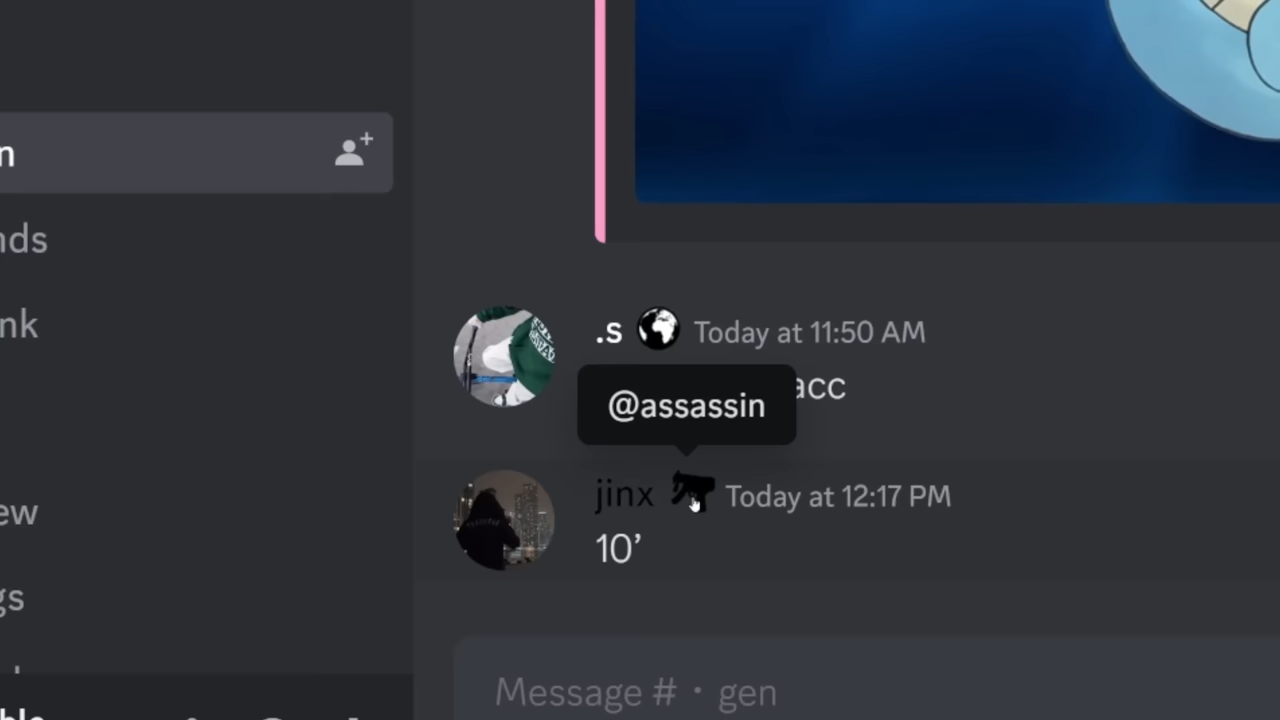 n
nds
nk
ew
gs
.s Today at 11:50 AM
acc
@assassin
jinx Today at 12:17 PM
10’
Message # · gen